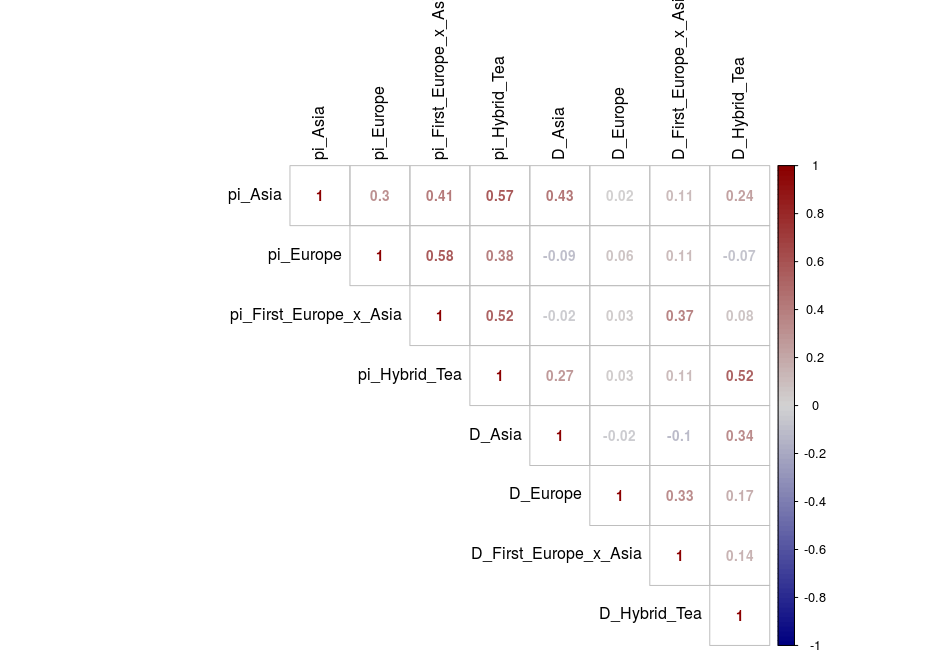 pi_Asia
pi_Europe
pi_First_Europe_x_As
pi_Hybrid_Tea
D_Asia
D_Europe
D_First_Europe_x_Asi
D_Hybrid_Tea
pi_Asia 1 0.3 0.41 0.57 0.43 0.02 0.11 0.24
pi_Europe 1 0.58 0.38 -0.09 0.06 0.11 -0.07
pi_First_Europe_x_Asia 1 0.52 -0.02 0.03 0.37 0.08
pi_Hybrid_Tea 1 0.27 0.03 0.11 0.52
D_Asia 1 -0.02 -0.1 0.34
D_Europe 1 0.33 0.17
D_First_Europe_x_Asia 1 0.14
D_Hybrid_Tea 1
1
0.8
0.6
0.4
0.2
0
-0.2
-0.4
-0.6
-0.8
-1